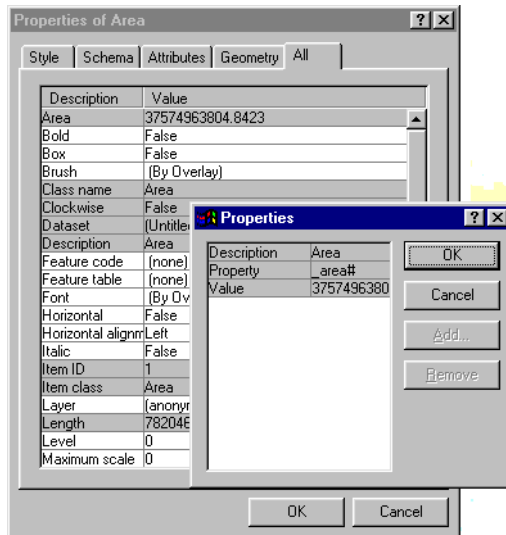 Properties of Area
Style Schema Attributes Geometry All
Description Value
Area 37574963804.8423
Bold False
Box False
Brush (By Overlay)
Class name Area
Clockwise False
Dataset (Untitle
Description Area
Feature code (none)
Feature table (none)
Font (By Ov
Horizontal False
Horizontal alignm Left
Italic False
Item ID 1
Item class Area
Layer (anonyr
Length 782046
Level 0
Maximum scale 0
OK Cancel
Properties
Description Area
Property _area#
Value 3757496380
OK
Cancel
Add...
Remove